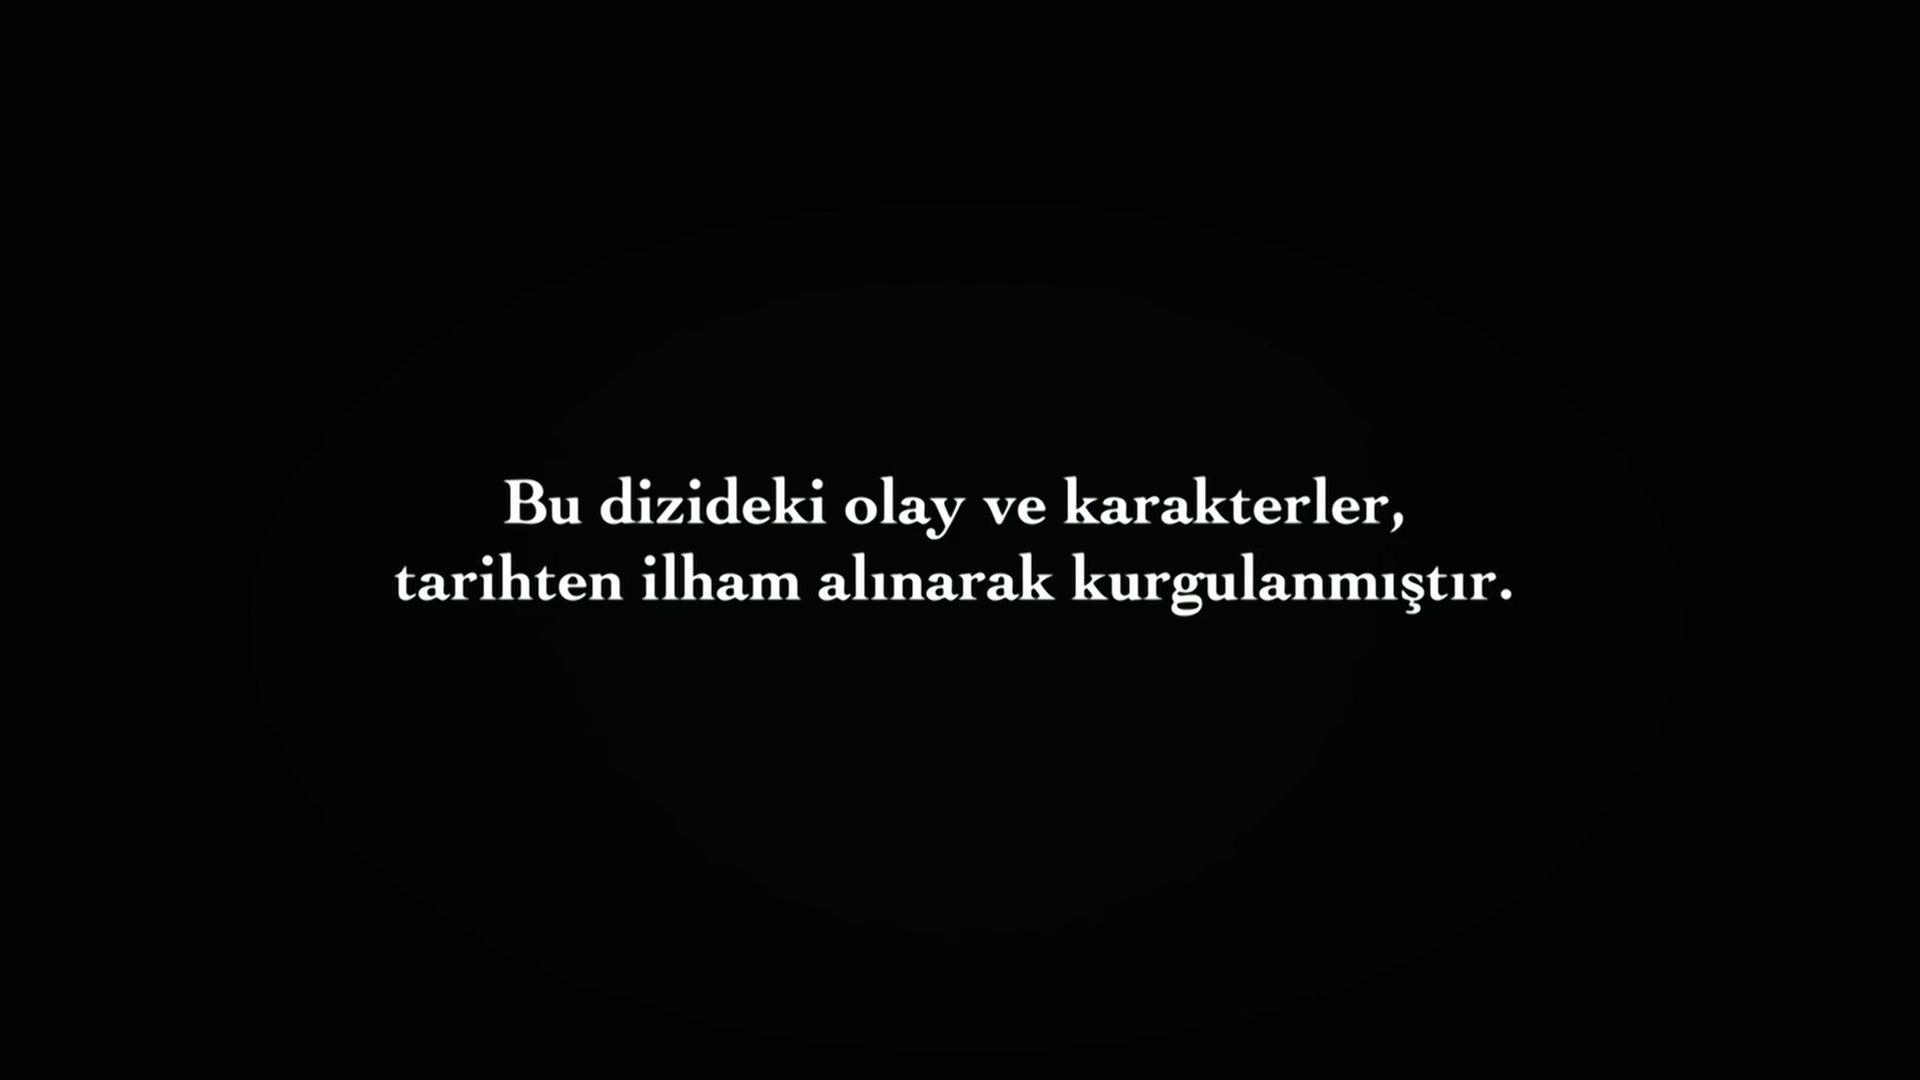 Bu dizideki olay ve karakterler,
tarihten ilham alınarak kurgulanmıştır.